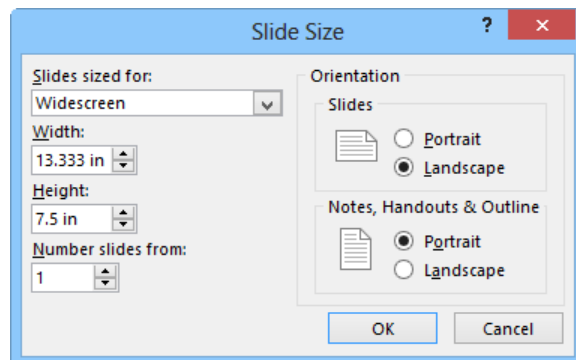 Slide Size
?
Slides sized for:
Widescreen
Width:
13.333 in
Height:
7.5 in
Number slides from:
1
Orientation
Slides
Portrait
Landscape
Notes, Handouts & Outline
Portrait
Landscape
OK
Cancel